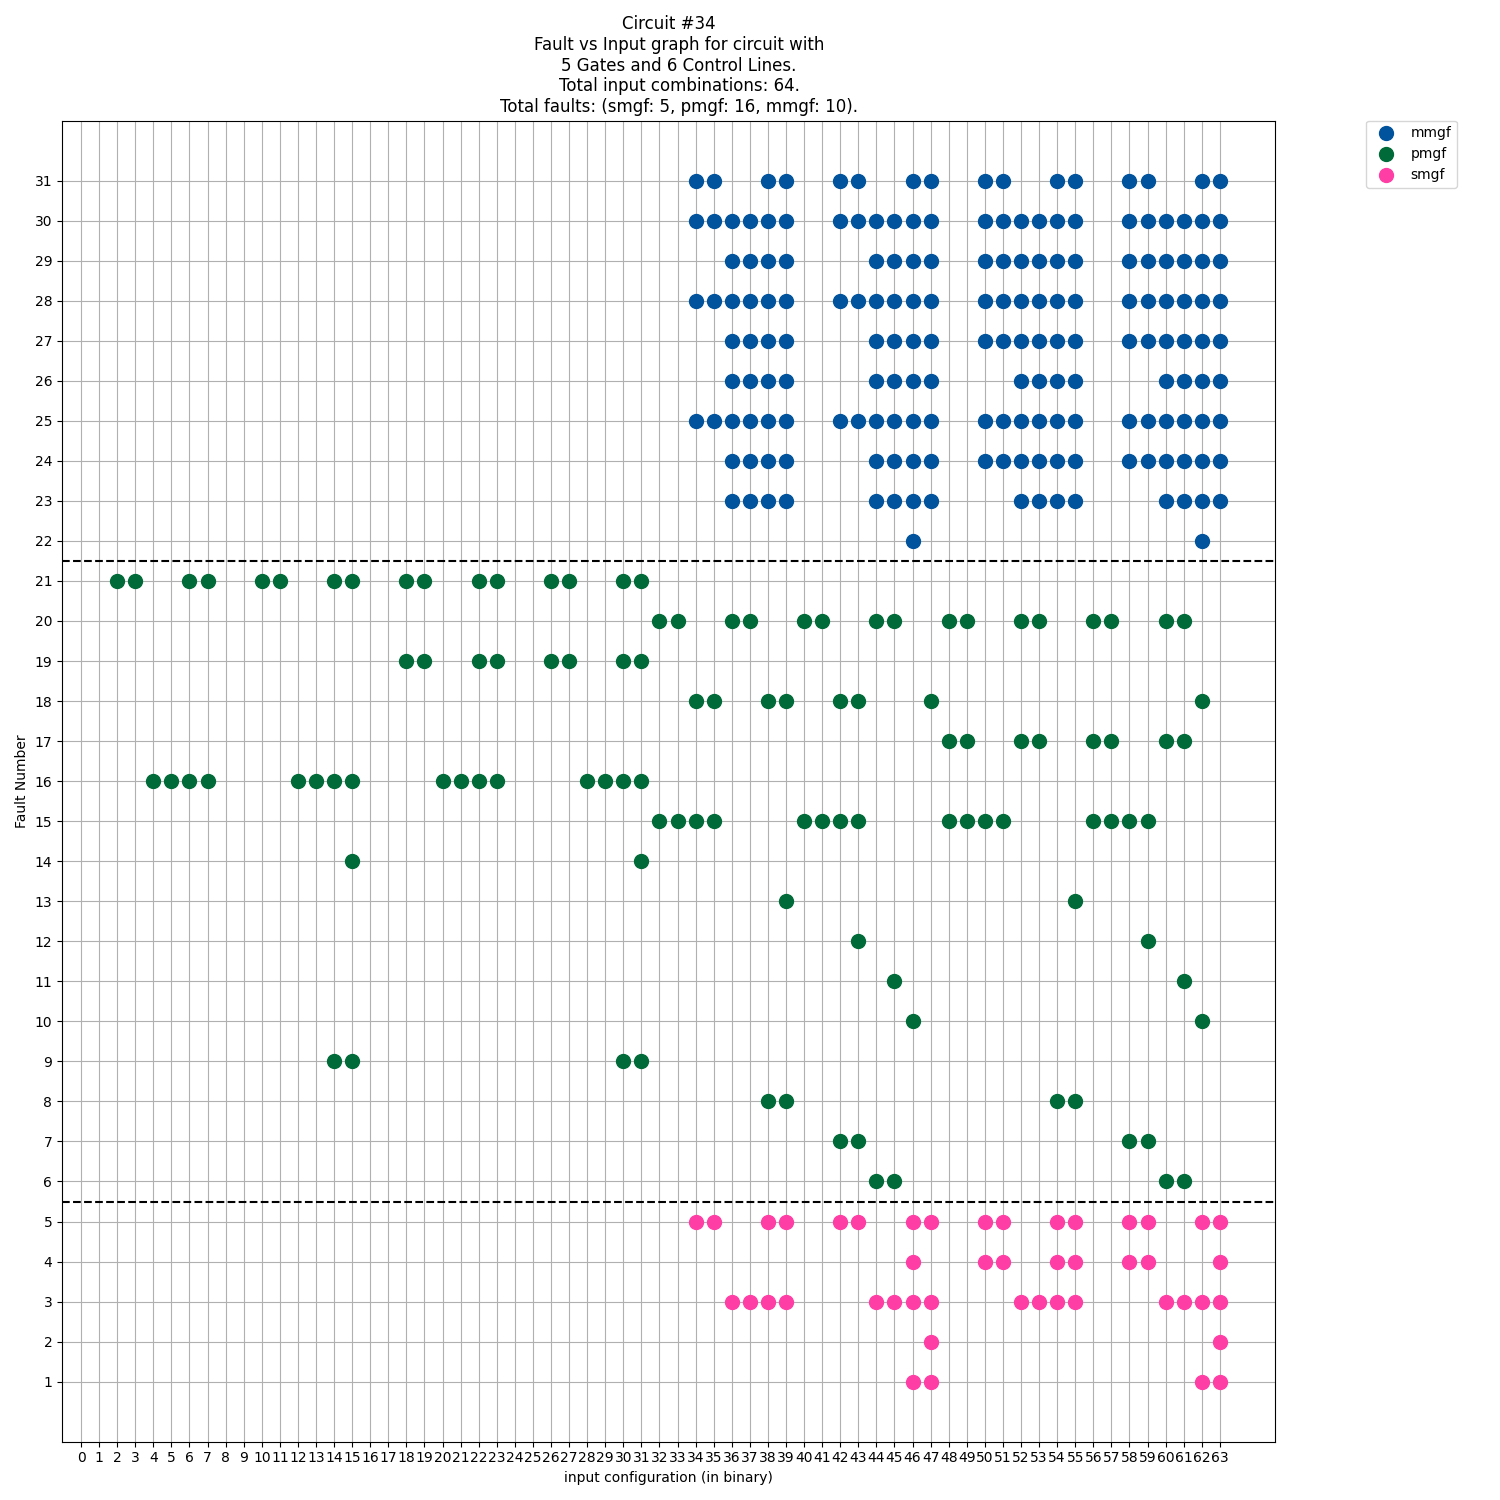 Circuit #34
Fault vs Input graph for circuit with
5 Gates and 6 Control Lines.
Total input combinations: 64.
Total faults: (smgf: 5, pmgf: 16, mmgf: 10).
mmgf
pmgf
smgf
31
30
29
28
27
26
25
24
23
22
21
20
19
18
17
16
15
14
13
12
11
10
9
8
7
6
5
4
3
2
1
Fault Number
0 1 2 3 4 5 6 7 8 9 10 11 12 13 14 15 16 17 18 19 20 21 22 23 24 25 26 27 28 29 30 31 32 33 34 35 36 37 38 39 40 41 42 43 44 45 46 47 48 49 50 51 52 53 54 55 56 57 58 59 60 61 62 63
input configuration (in binary)